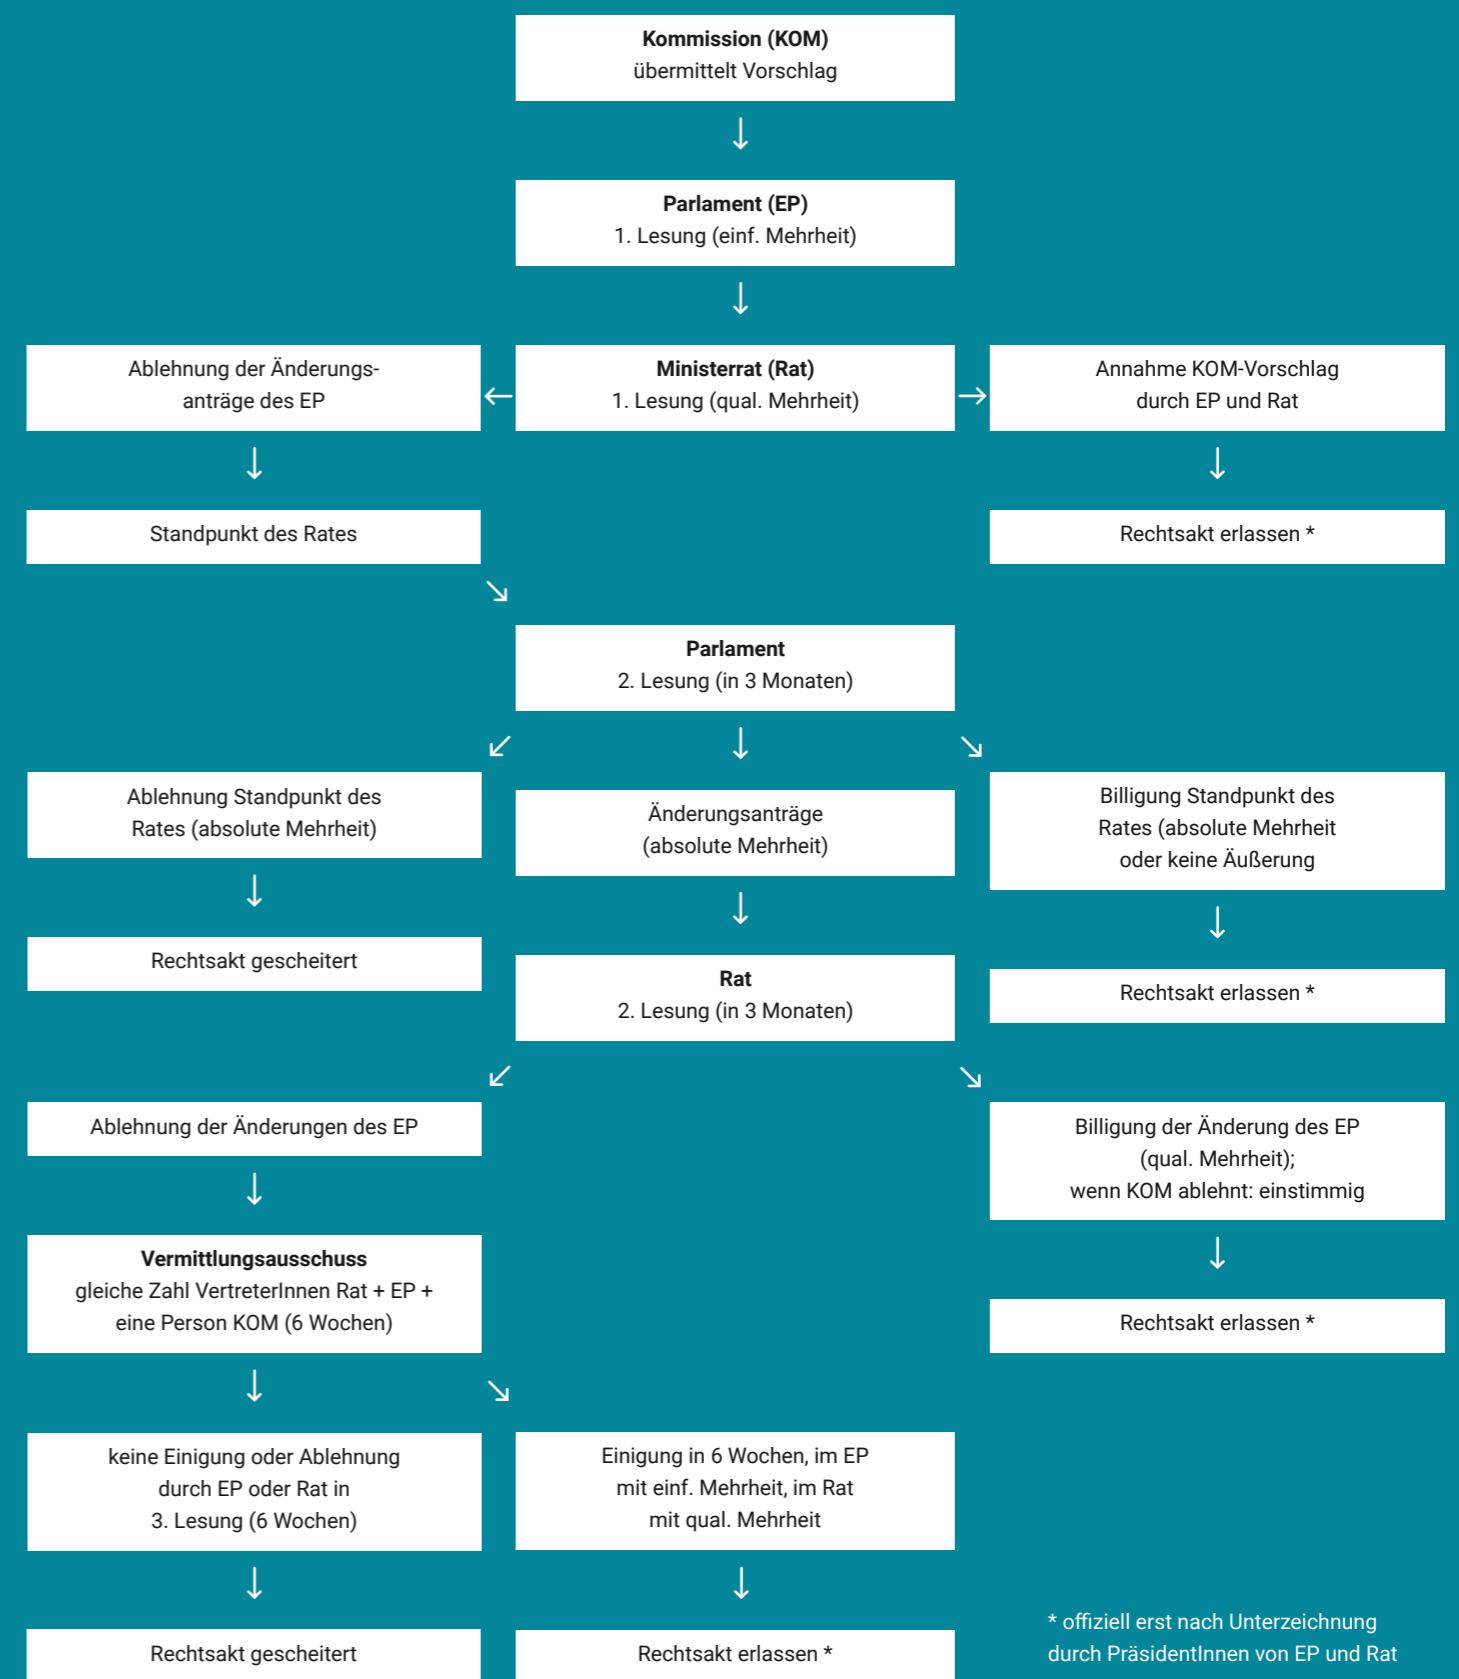 Kommission (KOM)
übermittelt Vorschlag
Parlament (EP)
1. Lesung (einf. Mehrheit)
Ablehnung der Änderungs-
anträge des EP
Ministerrat (Rat)
1. Lesung (qual. Mehrheit)
Annahme KOM-Vorschlag
durch EP und Rat
Standpunkt des Rates
Rechtsakt erlassen *
Parlament
2. Lesung (in 3 Monaten)
Ablehnung Standpunkt des
Rates (absolute Mehrheit)
Änderungsanträge
(absolute Mehrheit)
Billigung Standpunkt des
Rates (absolute Mehrheit
oder keine Äußerung
Rechtsakt gescheitert
Rat
2. Lesung (in 3 Monaten)
Rechtsakt erlassen *
Ablehnung der Änderungen des EP
Billigung der Änderung des EP
(qual. Mehrheit);
wenn KOM ablehnt: einstimmig
Vermittlungsausschuss
gleiche Zahl VertreterInnen Rat + EP +
eine Person KOM (6 Wochen)
Rechtsakt erlassen *
keine Einigung oder Ablehnung
durch EP oder Rat in
3. Lesung (6 Wochen)
Einigung in 6 Wochen, im EP
mit einf. Mehrheit, im Rat
mit qual. Mehrheit
Rechtsakt gescheitert
Rechtsakt erlassen *
* offiziell erst nach Unterzeichnung
durch PräsidentInnen von EP und Rat